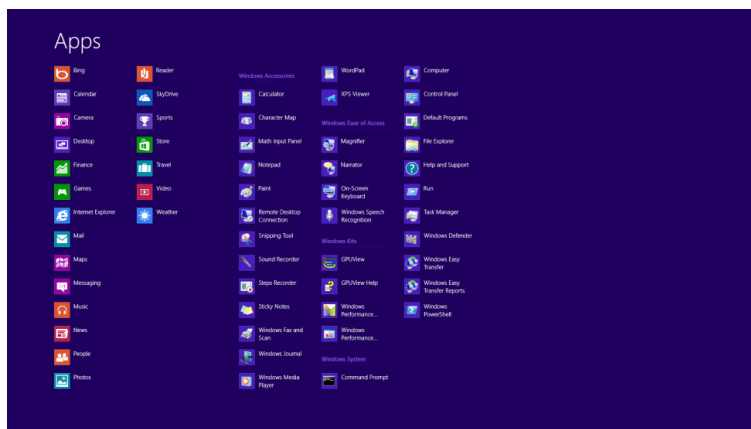 Apps
Bing
Calendar
Camera
Desktop
Finance
Games
Internet Explorer
Mail
Maps
Messaging
Music
News
People
Photos
Reader
SkyDrive
Sports
Store
Travel
Video
Weather
Windows Accessories
Calculator
Character Map
Math Input Panel
Notepad
Paint
Remote Desktop
Connection
Snipping Tool
Sound Recorder
Steps Recorder
Sticky Notes
Windows Fax and
Scan
Windows Journal
Windows Media
Player
WordPad
XPS Viewer
Windows Ease of Access
Magnifier
Narrator
On-Screen
Keyboard
Windows Speech
Recognition
Windows Kits
GPUView
GPUView Help
Windows
Performance...
Windows
Performance...
Windows System
Command Prompt
Computer
Control Panel
Default Programs
File Explorer
Help and Support
Run
Task Manager
Windows Defender
Windows Easy
Transfer
Windows Easy
Transfer Reports
Windows
PowerShell